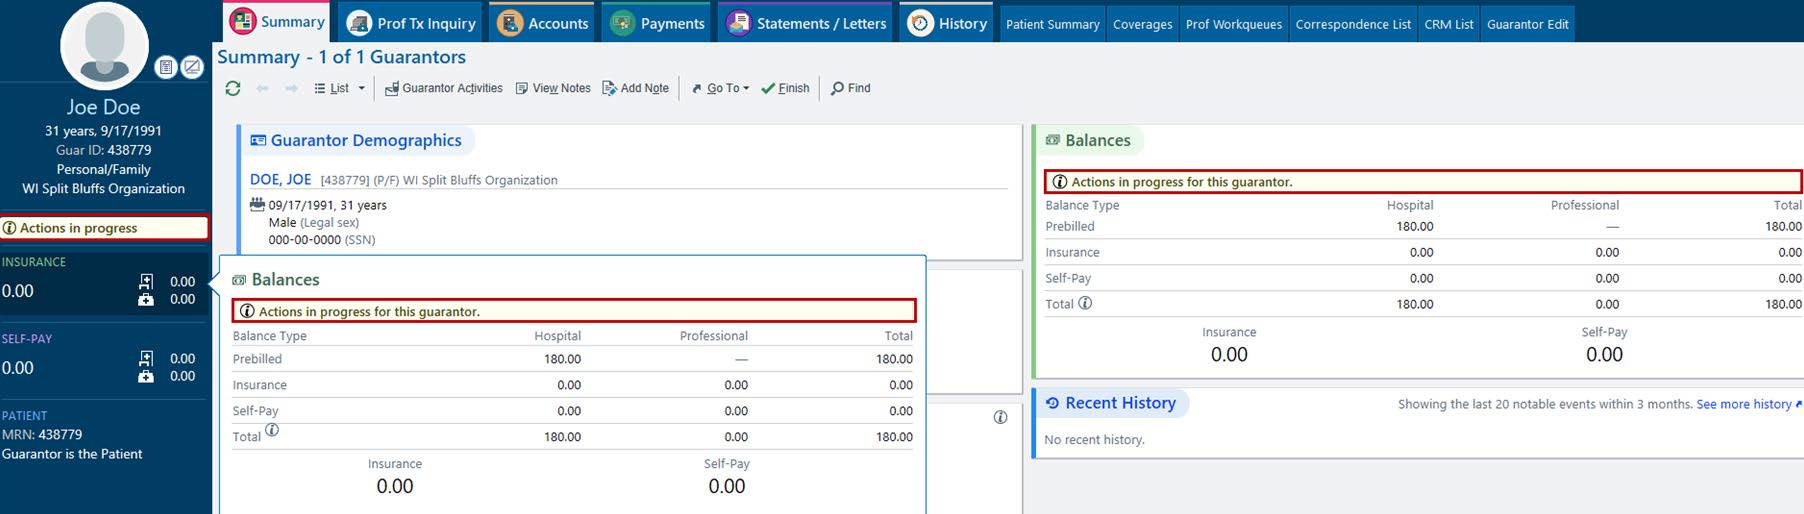 Summary
Prof Tx Inquiry
Accounts
Payments
Statements / Letters
History
Patient Summary
Coverages
Prof Workqueues
Correspondence List
CRM List
Guarantor Edit
Joe Doe
31 years, 9/17/1991
Guar ID: 438779
Personal/Family
WI Split Bluffs Organization
Actions in progress
INSURANCE
0.00
0.00
0.00
SELF-PAY
0.00
0.00
0.00
PATIENT
MRN: 438779
Guarantor is the Patient
Summary - 1 of 1 Guarantors
List
Guarantor Activities
View Notes
Add Note
Go To
Finish
Find
Guarantor Demographics
DOE, JOE [438779] (P/F) WI Split Bluffs Organization
09/17/1991, 31 years
Male (Legal sex)
000-00-0000 (SSN)
Balances
Actions in progress for this guarantor.
Balance Type Hospital Professional Total
Prebilled 180.00 — 180.00
Insurance 0.00 0.00 0.00
Self-Pay 0.00 0.00 0.00
Total 180.00 0.00 180.00
Insurance Self-Pay
0.00 0.00
Balances
Actions in progress for this guarantor.
Balance Type Hospital Professional Total
Prebilled 180.00 — 180.00
Insurance 0.00 0.00 0.00
Self-Pay 0.00 0.00 0.00
Total 180.00 0.00 180.00
Insurance Self-Pay
0.00 0.00
Recent History
Showing the last 20 notable events within 3 months. See more history
No recent history.